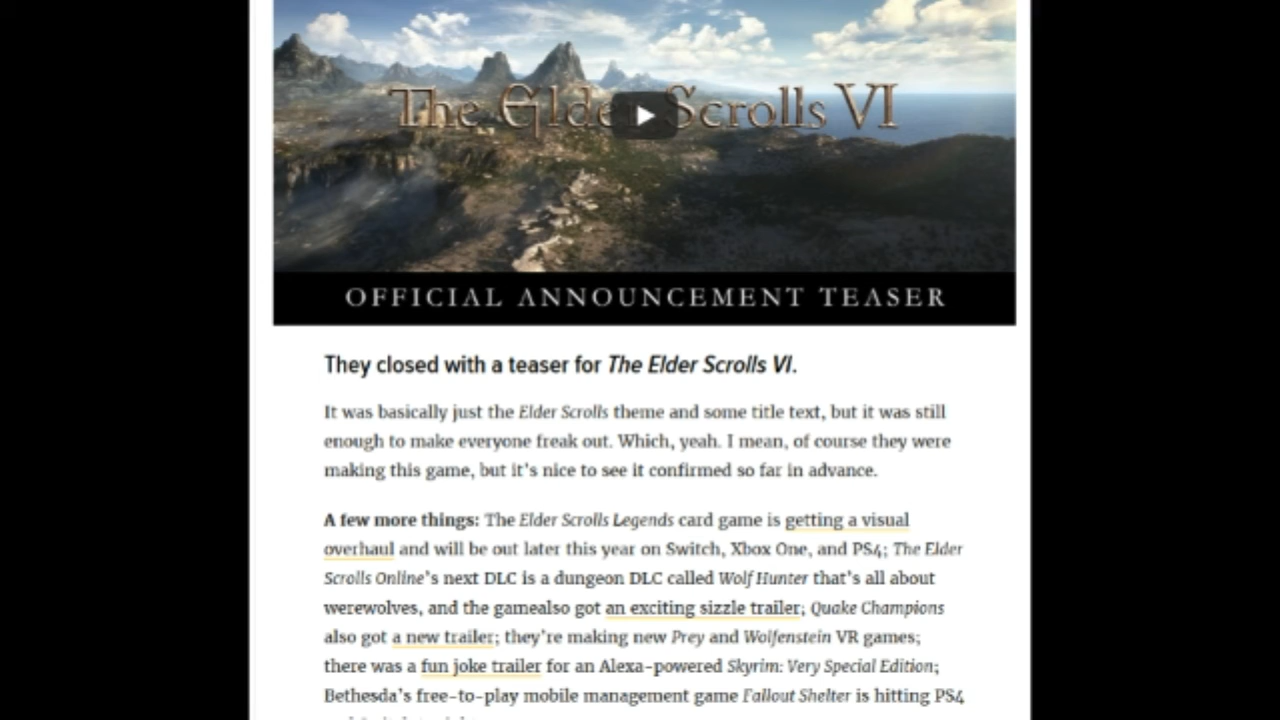 The Elder Scrolls VI
OFFICIAL ANNOUNCEMENT TEASER
They closed with a teaser for The Elder Scrolls VI.
It was basically just the Elder Scrolls theme and some title text, but it was still
enough to make everyone freak out. Which, yeah. I mean, of course they were
making this game, but it's nice to see it confirmed so far in advance.
A few more things: The Elder Scrolls Legends card game is getting a visual
overhaul and will be out later this year on Switch, Xbox One, and PS4; The Elder
Scrolls Online's next DLC is a dungeon DLC called Wolf Hunter that's all about
werewolves, and the gamealso got an exciting sizzle trailer; Quake Champions
also got a new trailer; they're making new Prey and Wolfenstein VR games;
there was a fun joke trailer for an Alexa-powered Skyrim: Very Special Edition;
Bethesda's free-to-play mobile management game Fallout Shelter is hitting PS4